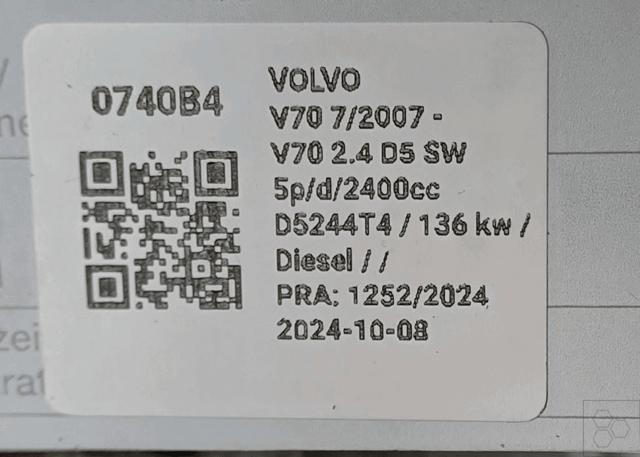 0740B4
VOLVO
V70 7/2007 -
V70 2.4 D5 SW
5p/d/2400cc
D5244T4 / 136 kw /
Diesel / /
PRA: 1252/2024
2024-10-08